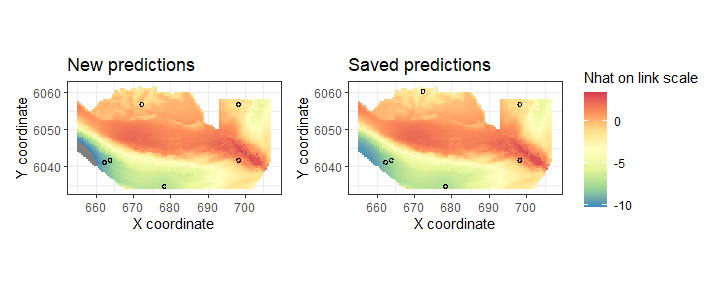 New predictions
Saved predictions
Nhat on link scale
Y coordinate
6060
6050
6040
660
670
680
690
700
X coordinate
Y coordinate
6060
6050
6040
660
670
680
690
700
X coordinate
0
-5
-10